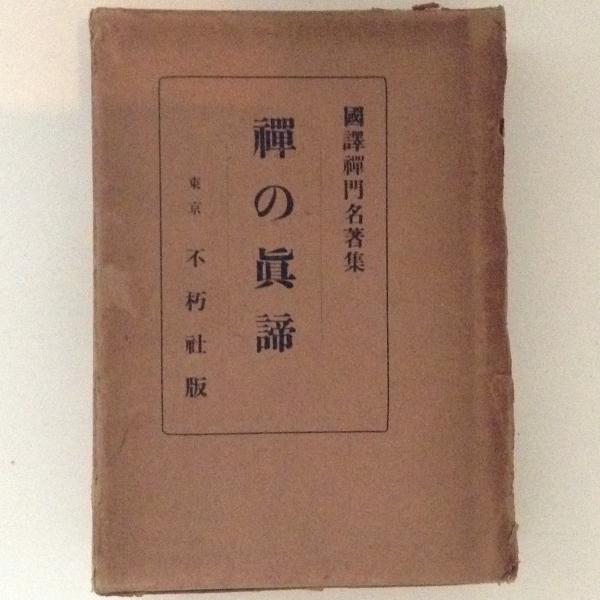 國譯禪門名著集
禪の眞諦
東京 不朽社版